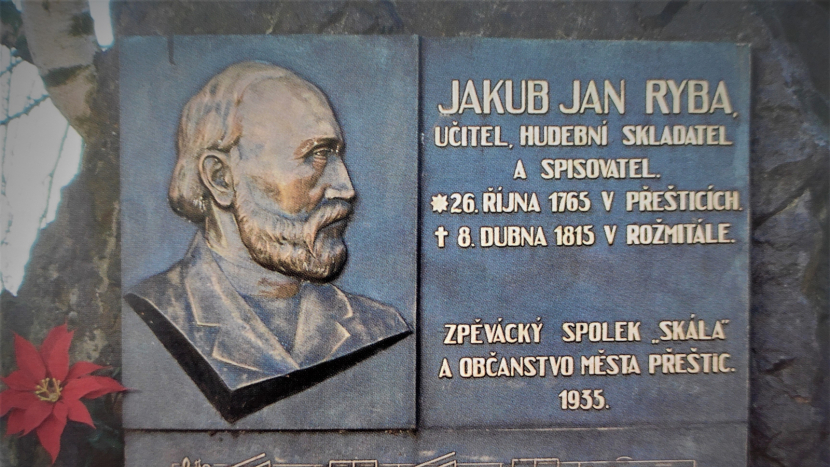 JAKUB JAN RYBA,
UČITEL, HUDEBNÍ SKLADATEL
A SPISOVATEL.
✷26. ŘÍJNA 1765 V PŘEŠTICÍCH.
† 8. DUBNA 1815 V ROŽMITÁLE.
ZPĚVÁCKÝ SPOLEK „SKÁLA"
A OBČANSTVO MĚSTA PŘEŠTIC.
1935.